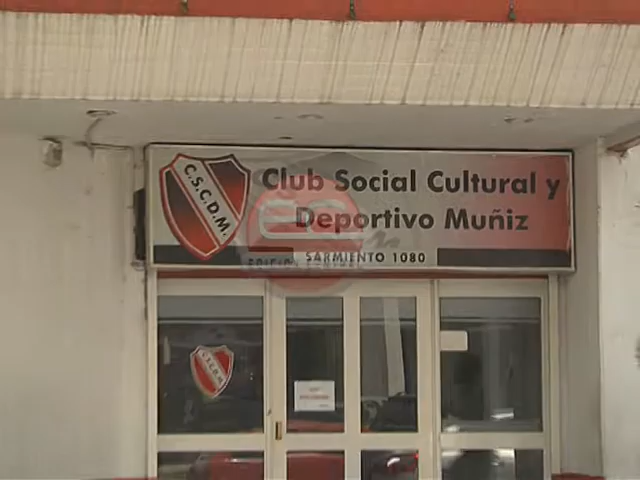 C.S.C.D.M.
Club Social Cultural y
Deportivo Muñiz
SARMIENTO 1080
C.S.C.D.M.